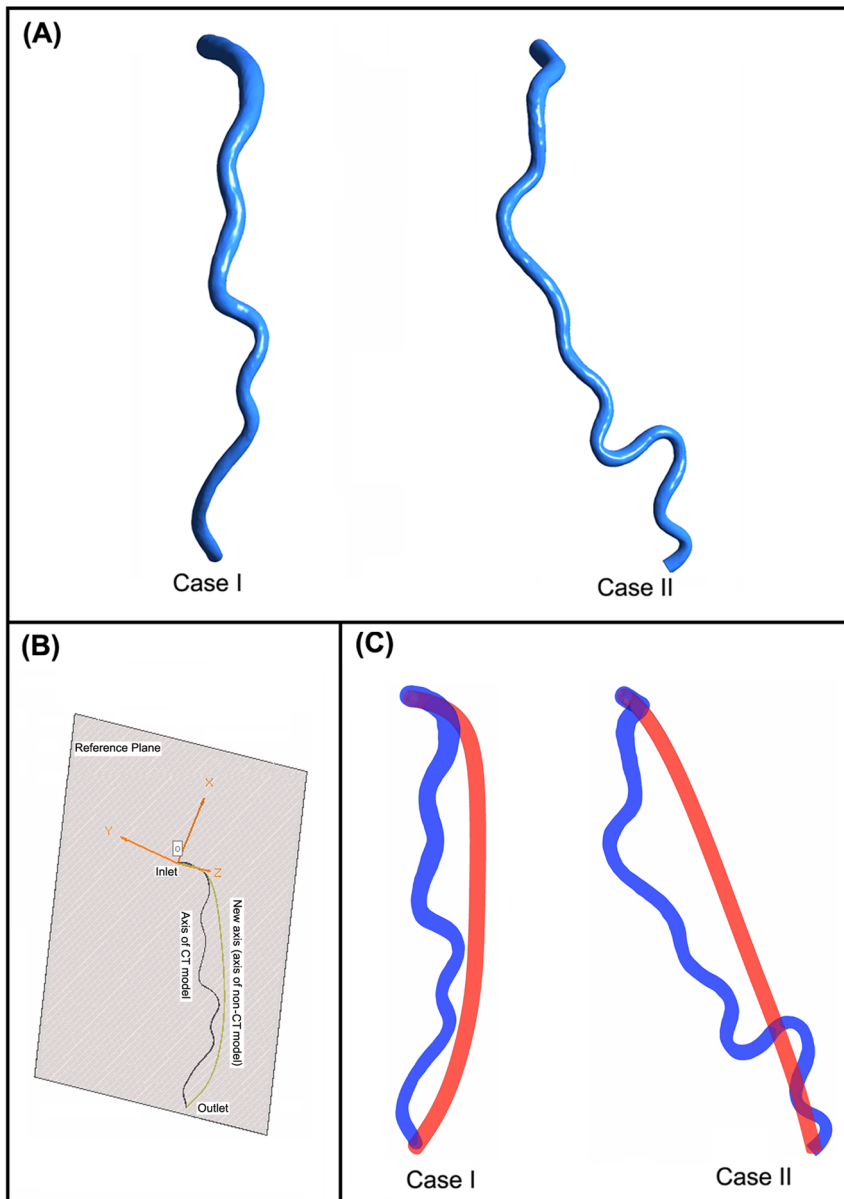 (A)
Case I
Case II
(B)
Reference Plane
X
Y
O
Z
Inlet
Axis of CT model
New axis (axis of non-CT model)
Outlet
(C)
Case I
Case II